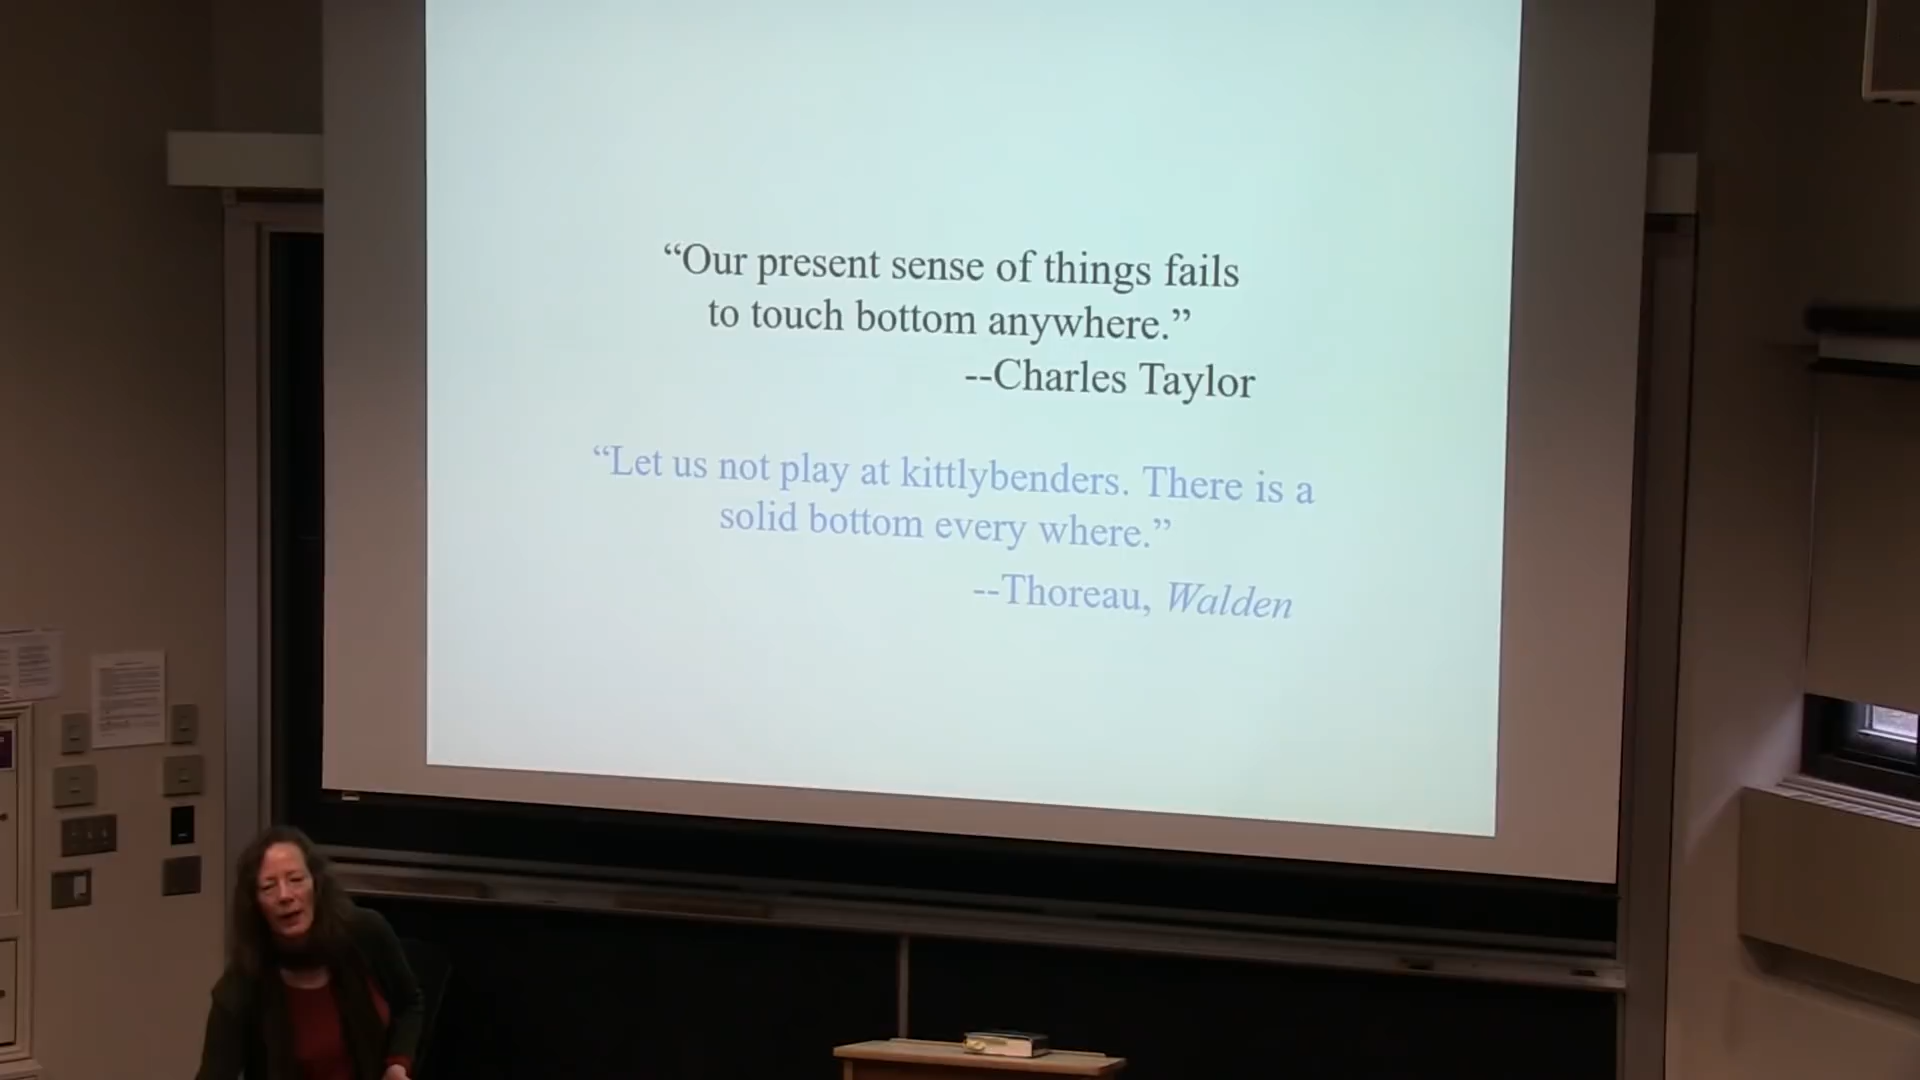 “Our present sense of things fails
to touch bottom anywhere.”
--Charles Taylor
“Let us not play at kittlybenders. There is a
solid bottom every where.”
--Thoreau, Walden